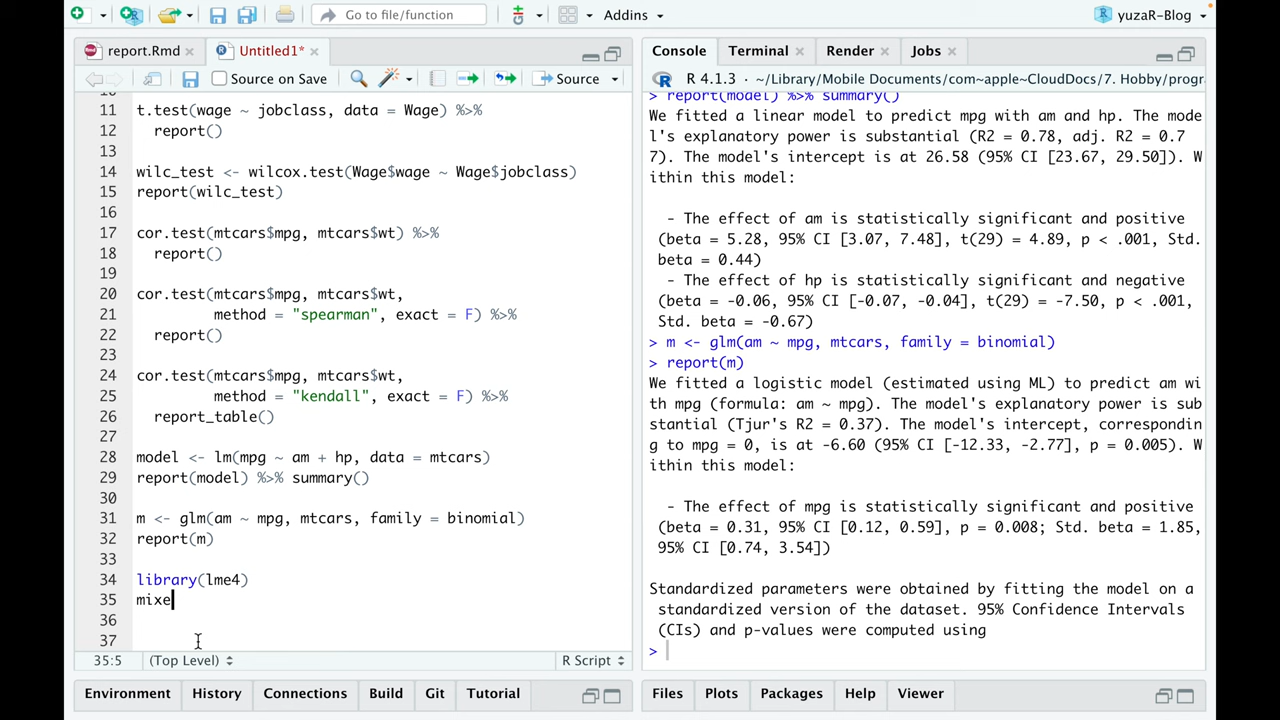 Go to file/function
Addins
yuzaR-Blog
report.Rmd
Untitled1*
Source on Save
Source
11 t.test(wage ~ jobclass, data = Wage) %>%
12 report()
13
14 wilc_test <- wilcox.test(Wage$wage ~ Wage$jobclass)
15 report(wilc_test)
16
17 cor.test(mtcars$mpg, mtcars$wt) %>%
18 report()
19
20 cor.test(mtcars$mpg, mtcars$wt,
21 method = "spearman", exact = F) %>%
22 report()
23
24 cor.test(mtcars$mpg, mtcars$wt,
25 method = "kendall", exact = F) %>%
26 report_table()
27
28 model <- lm(mpg ~ am + hp, data = mtcars)
29 report(model) %>% summary()
30
31 m <- glm(am ~ mpg, mtcars, family = binomial)
32 report(m)
33
34 library(lme4)
35 mixe
36
37
35:5 (Top Level) R Script
Environment History Connections Build Git Tutorial
Console Terminal Render Jobs
R 4.1.3 · ~/Library/Mobile Documents/com~apple~CloudDocs/7. Hobby/progr
> report(model) %>% summary()
We fitted a linear model to predict mpg with am and hp. The mode
l's explanatory power is substantial (R2 = 0.78, adj. R2 = 0.7
7). The model's intercept is at 26.58 (95% CI [23.67, 29.50]). W
ithin this model:
- The effect of am is statistically significant and positive
(beta = 5.28, 95% CI [3.07, 7.48], t(29) = 4.89, p < .001, Std.
beta = 0.44)
- The effect of hp is statistically significant and negative
(beta = -0.06, 95% CI [-0.07, -0.04], t(29) = -7.50, p < .001,
Std. beta = -0.67)
> m <- glm(am ~ mpg, mtcars, family = binomial)
> report(m)
We fitted a logistic model (estimated using ML) to predict am wi
th mpg (formula: am ~ mpg). The model's explanatory power is sub
stantial (Tjur's R2 = 0.37). The model's intercept, correspondin
g to mpg = 0, is at -6.60 (95% CI [-12.33, -2.77], p = 0.005). W
ithin this model:
- The effect of mpg is statistically significant and positive
(beta = 0.31, 95% CI [0.12, 0.59], p = 0.008; Std. beta = 1.85,
95% CI [0.74, 3.54])
Standardized parameters were obtained by fitting the model on a
standardized version of the dataset. 95% Confidence Intervals
(CIs) and p-values were computed using
>
Files Plots Packages Help Viewer